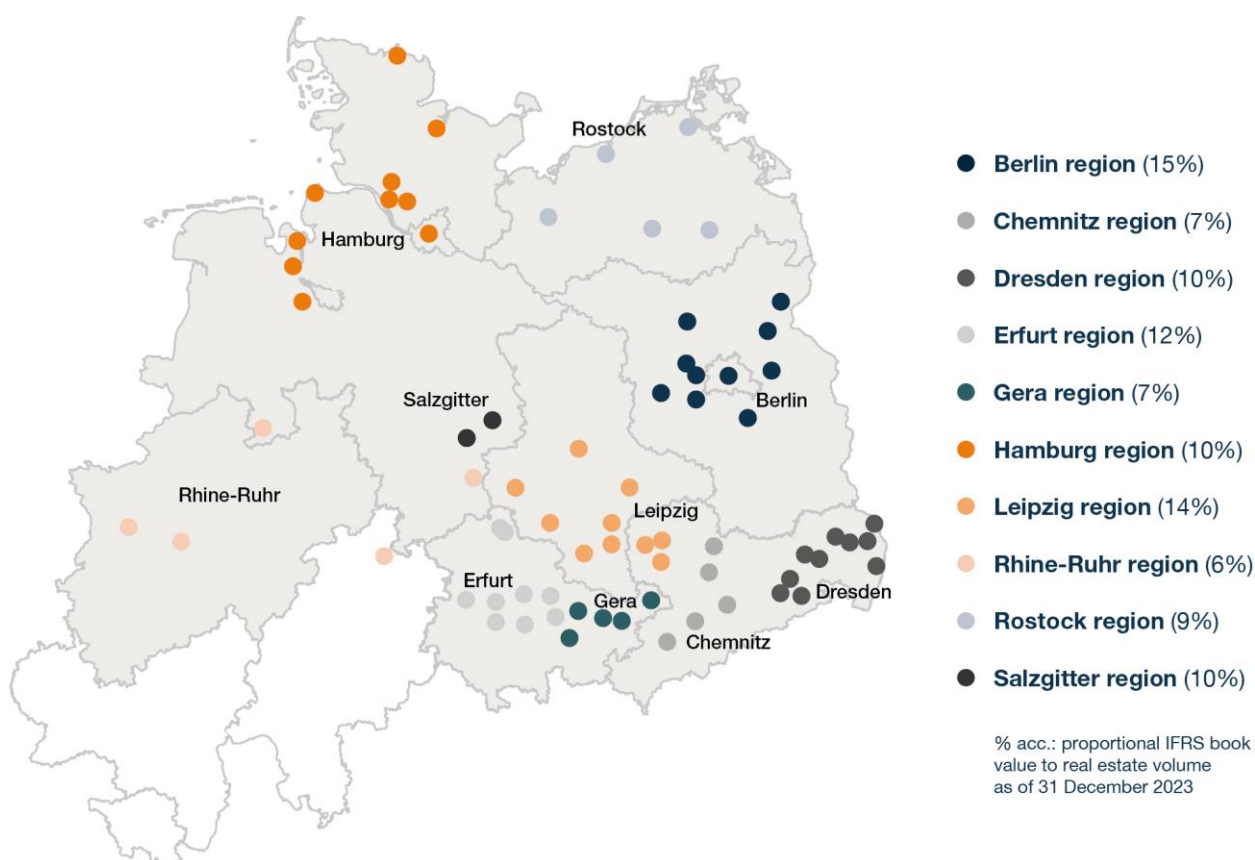 Rostock
Hamburg
Salzgitter
Berlin
Rhine-Ruhr
Leipzig
Erfurt
Gera
Dresden
Chemnitz
Berlin region (15%)
Chemnitz region (7%)
Dresden region (10%)
Erfurt region (12%)
Gera region (7%)
Hamburg region (10%)
Leipzig region (14%)
Rhine-Ruhr region (6%)
Rostock region (9%)
Salzgitter region (10%)
% acc.: proportional IFRS book
value to real estate volume
as of 31 December 2023